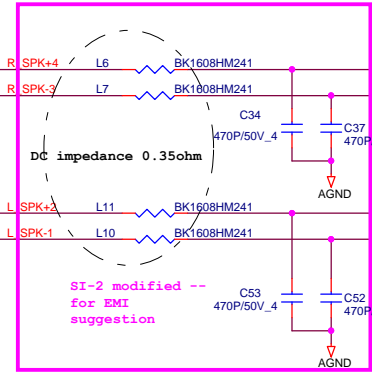 R_SPK+4 L6 BK1608HM241
R_SPK-3 L7 BK1608HM241
C34
470P/50V_4
C37
470P
DC impedance 0.35ohm
AGND
L_SPK+2 L11 BK1608HM241
L_SPK-1 L10 BK1608HM241
SI-2 modified --
for EMI
suggestion
C53
470P/50V_4
C52
470P
AGND